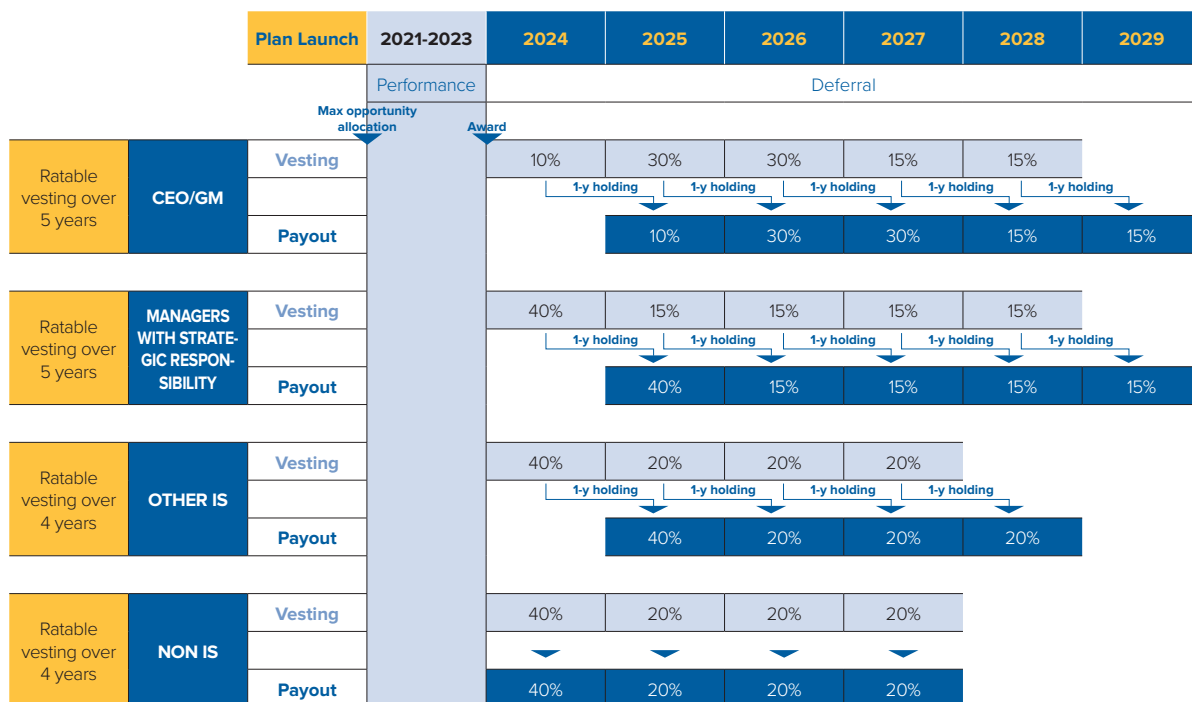 Plan Launch 2021-2023 2024 2025 2026 2027 2028 2029
Performance Deferral
Max opportunity
allocation Award
Ratable
vesting over
5 years
CEO/GM
Vesting 10% 30% 30% 15% 15%
1-y holding 1-y holding 1-y holding 1-y holding 1-y holding
Payout 10% 30% 30% 15% 15%
Ratable
vesting over
5 years
MANAGERS
WITH STRATE-
GIC RESPON-
SIBILITY
Vesting 40% 15% 15% 15% 15%
1-y holding 1-y holding 1-y holding 1-y holding 1-y holding
Payout 40% 15% 15% 15% 15%
Ratable
vesting over
4 years
OTHER IS
Vesting 40% 20% 20% 20%
1-y holding 1-y holding 1-y holding 1-y holding
Payout 40% 20% 20% 20%
Ratable
vesting over
4 years
NON IS
Vesting 40% 20% 20% 20%
Payout 40% 20% 20% 20%